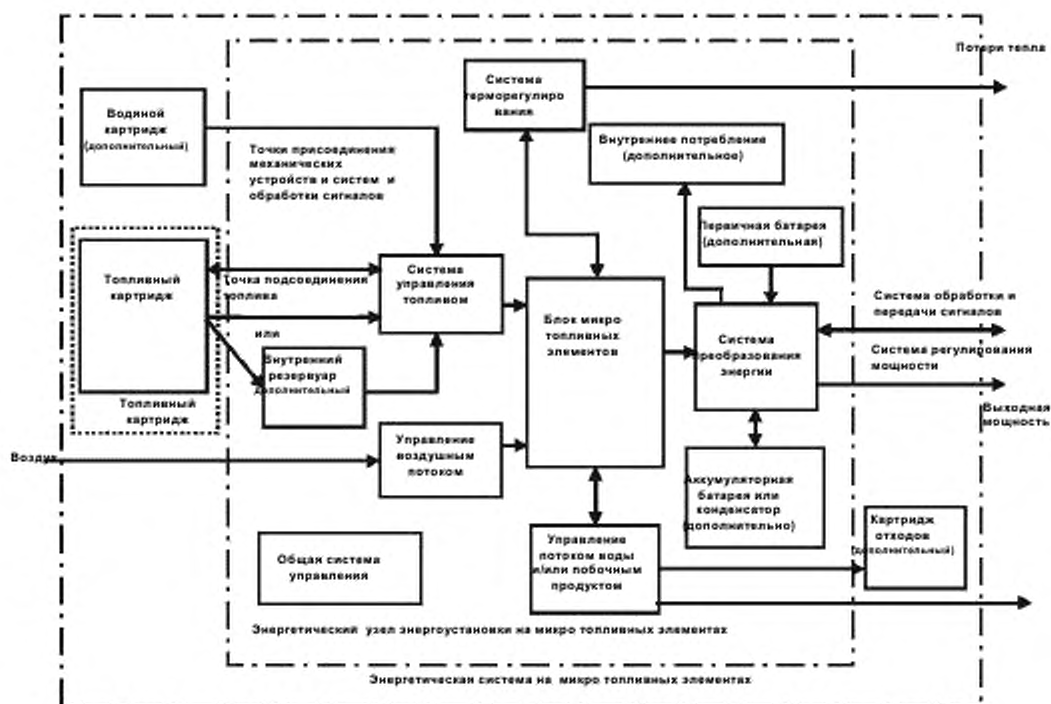 Потери тепла
Система
терморегулиро
вания
Водяной
картридж
(дополнительный)
Внутреннее потребление
(дополнительное)
Точки присоединения
механических
устройств и систем и
обработки сигналов
Первичная батарея
(дополнительная)
Топливный
картридж
Точка подсоединения
топлива
или
Система
управления
топливом
Блок микро
топливных
элементов
Система обработки и
передачи сигналов
Система
преобразования
энергии
Система регулирования
мощности
Внутренний
резервуар
дополнительный
Топливный
картридж
Выходная
мощность
Воздух
Управление
воздушным
потоком
Аккумуляторная
батарея или
конденсатор
(дополнительно)
Картридж
отходов
(дополнительный)
Управление
потоком воды
и/или побочным
продуктом
Общая система
управления
Энергетический узел энергоустановки на микро топливных элементах
Энергетическая система на микро топливных элементах